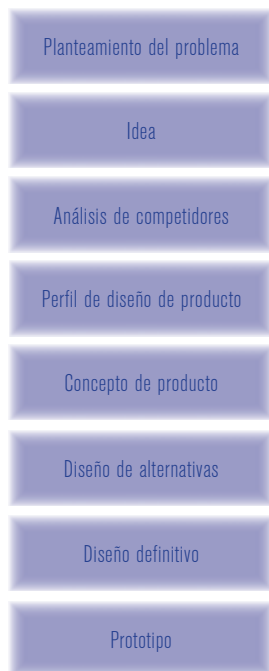 Planteamiento del problema
Idea
Análisis de competidores
Perfil de diseño de producto
Concepto de producto
Diseño de alternativas
Diseño definitivo
Prototipo